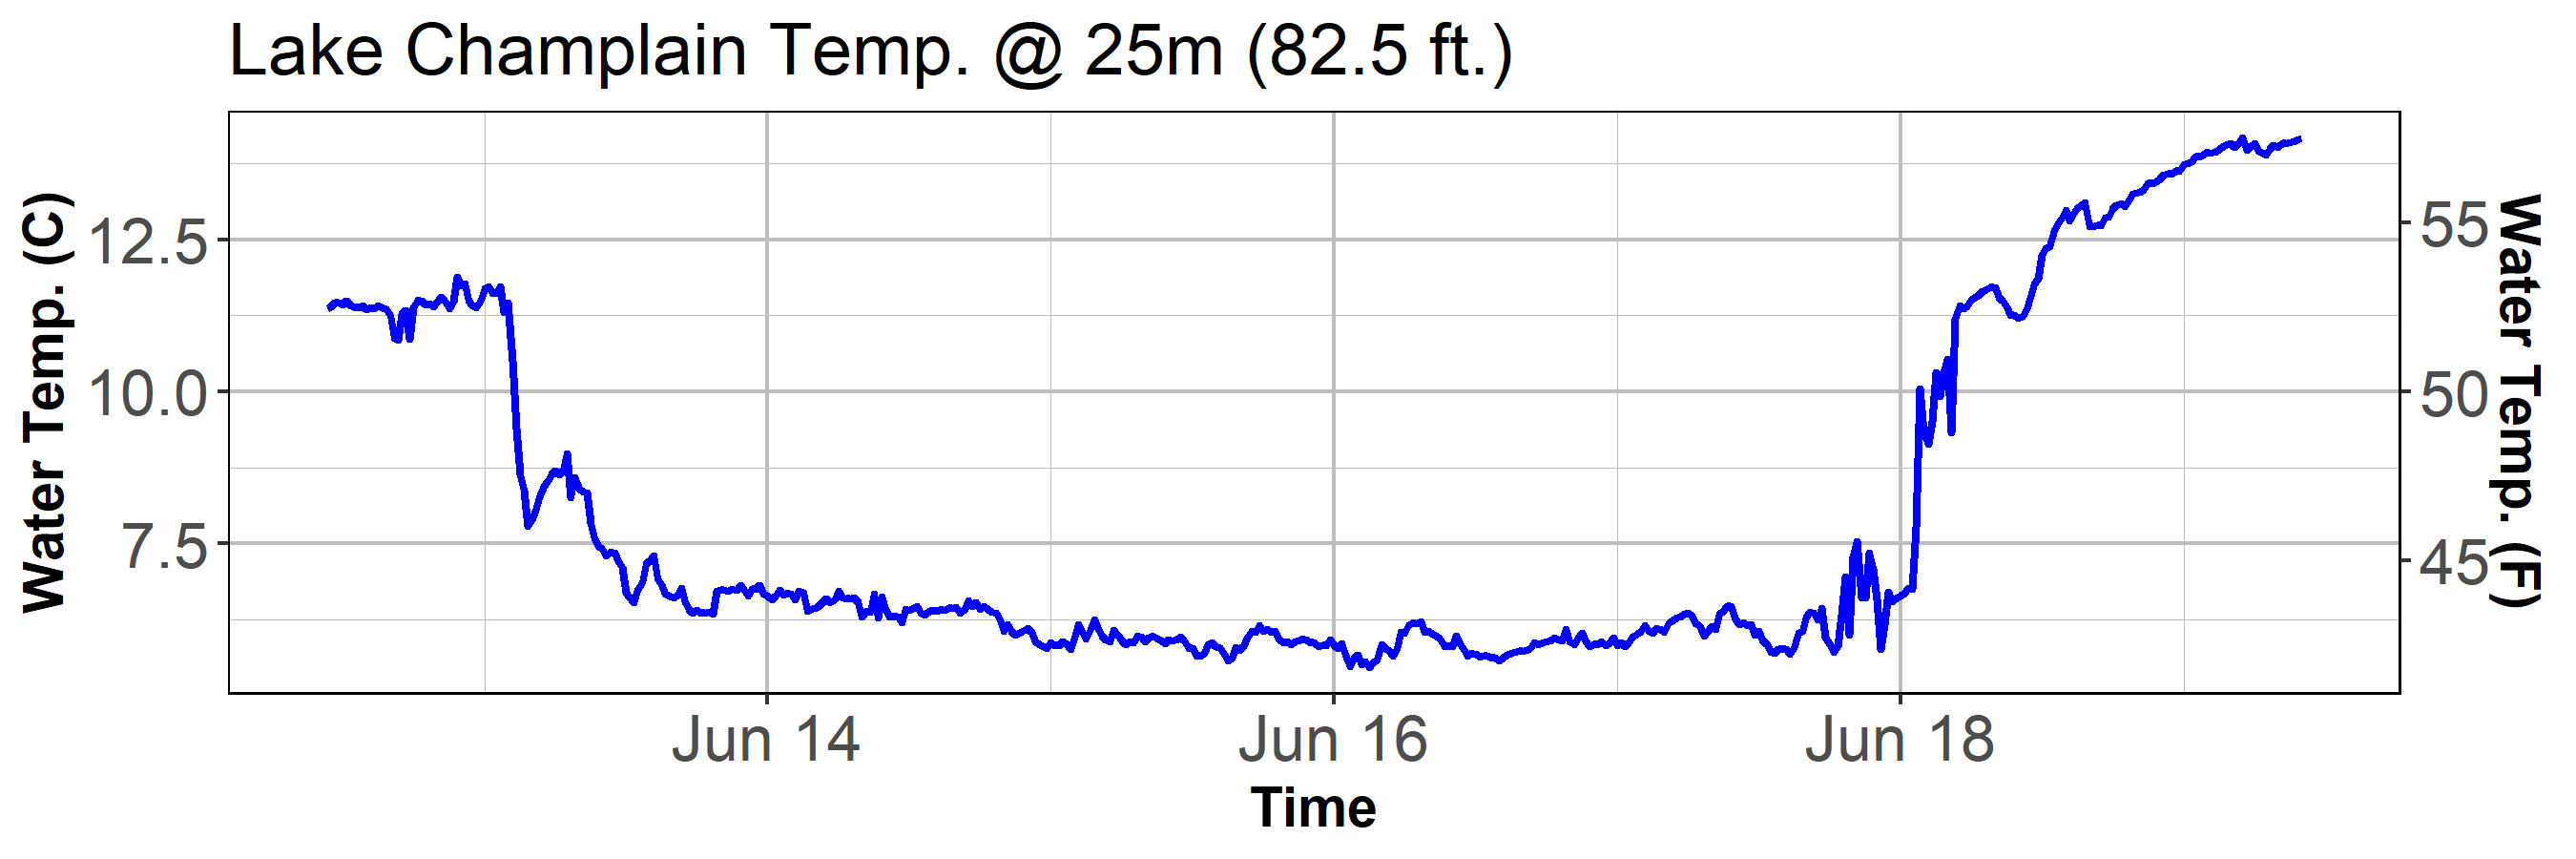 Lake Champlain Temp. @ 25m (82.5 ft.)
Water Temp. (C)
12.5
10.0
7.5
55
50
45
Water Temp. (F)
Jun 14
Jun 16
Jun 18
Time